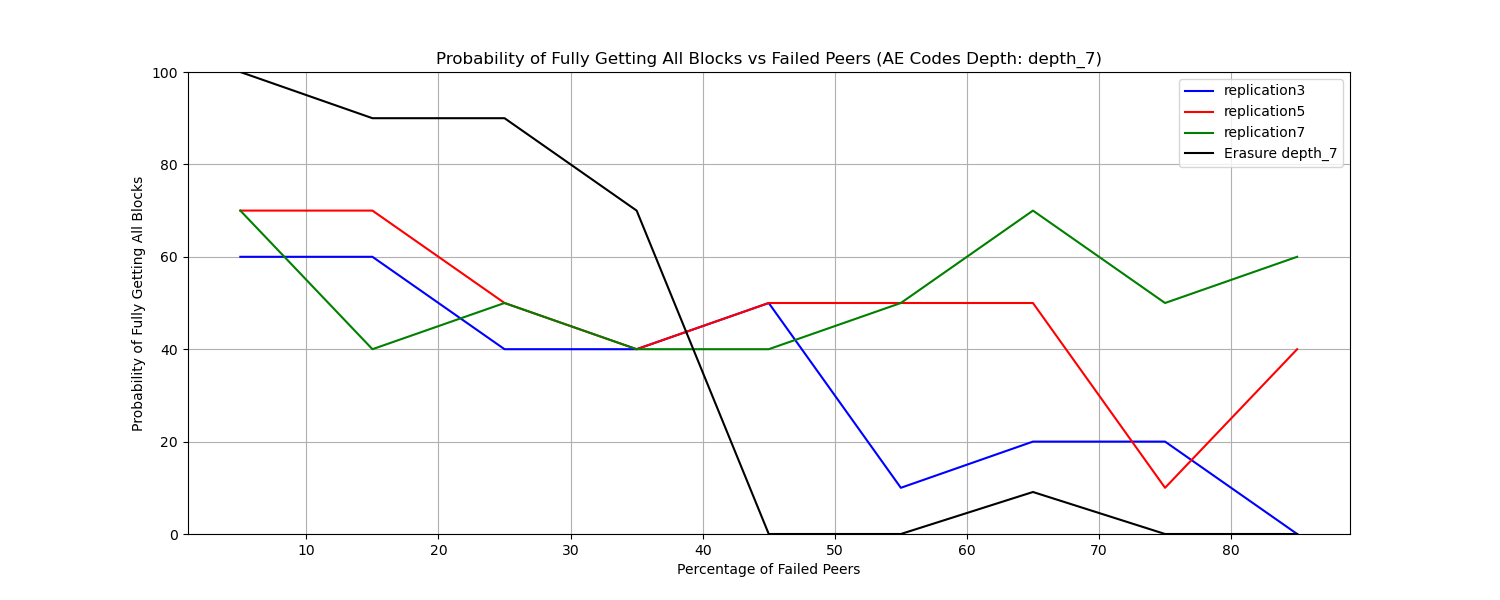 Probability of Fully Getting All Blocks vs Failed Peers (AE Codes Depth: depth_7)
100
80
60
40
20
0
Probability of Fully Getting All Blocks
replication3
replication5
replication7
Erasure depth_7
10 20 30 40 50 60 70 80
Percentage of Failed Peers